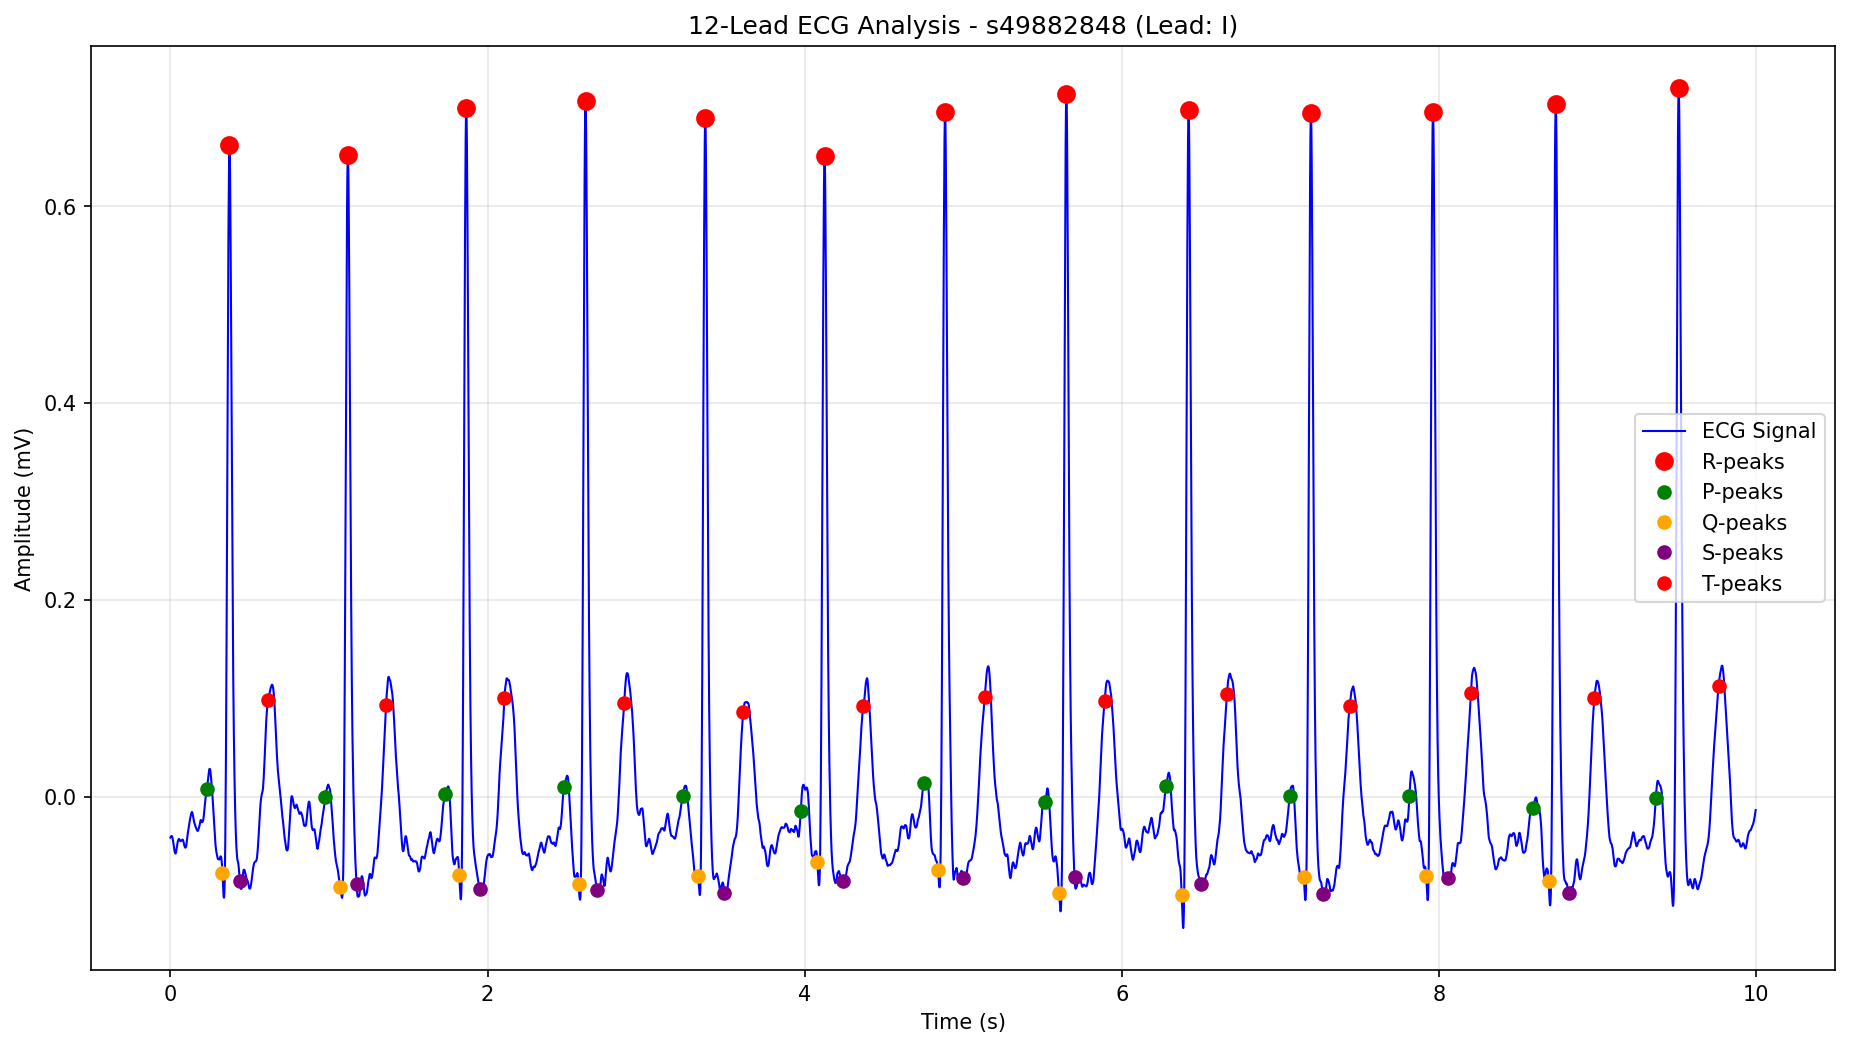 12-Lead ECG Analysis - s49882848 (Lead: I)
Amplitude (mV)
0.6
0.4
0.2
0.0
ECG Signal
R-peaks
P-peaks
Q-peaks
S-peaks
T-peaks
0 2 4 6 8 10
Time (s)